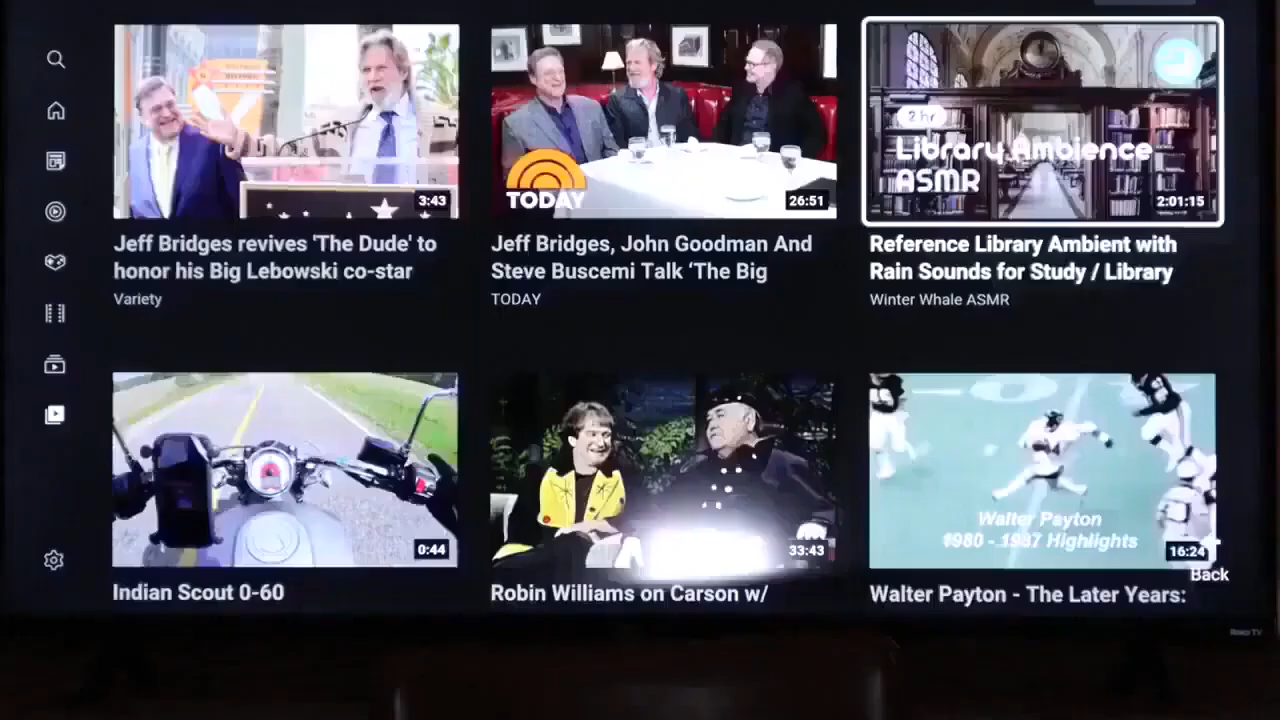 3:43
TODAY
26:51
2 hr
Library Ambience
ASMR
2:01:15
Jeff Bridges revives 'The Dude' to
honor his Big Lebowski co-star
Variety
Jeff Bridges, John Goodman And
Steve Buscemi Talk ‘The Big
TODAY
Reference Library Ambient with
Rain Sounds for Study / Library
Winter Whale ASMR
0:44
33:43
Walter Payton
1980 - 1987 Highlights
16:24
Back
Indian Scout 0-60
Robin Williams on Carson w/
Walter Payton - The Later Years:
Roku TV